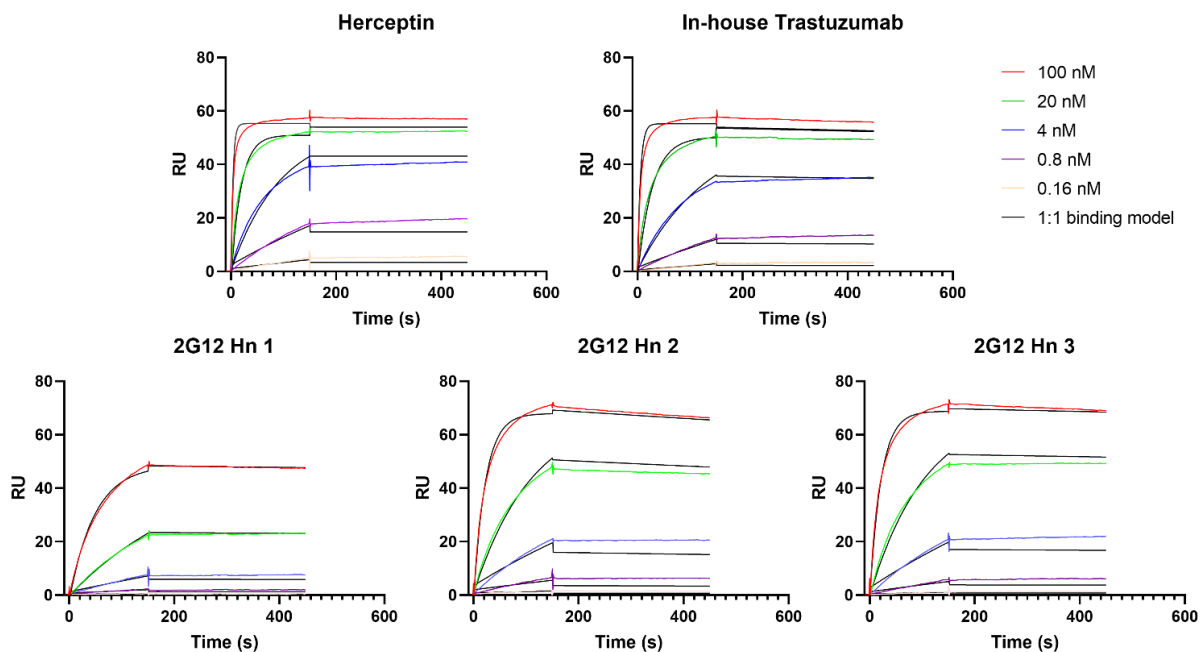 Herceptin
80
60
40
20
0
RU
0 200 400 600
Time (s)
In-house Trastuzumab
80
60
40
20
0
RU
0 200 400 600
Time (s)
100 nM
20 nM
4 nM
0.8 nM
0.16 nM
1:1 binding model
2G12 Hn 1
80
60
40
20
0
RU
0 200 400 600
Time (s)
2G12 Hn 2
80
60
40
20
0
RU
0 200 400 600
Time (s)
2G12 Hn 3
80
60
40
20
0
RU
0 200 400 600
Time (s)